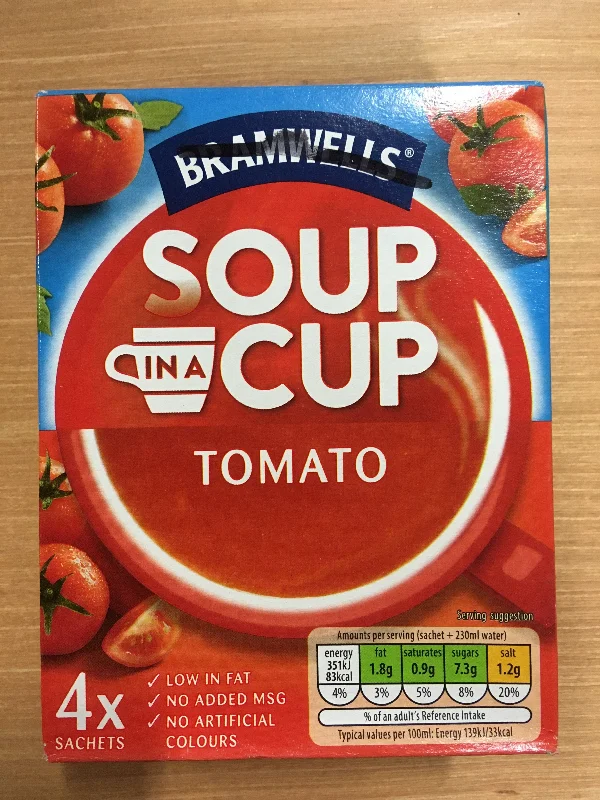 BRAMWELLS®
SOUP
IN A
CUP
TOMATO
Serving suggestion
Amounts per serving (sachet + 230ml water)
energy fat saturates sugars salt
351kJ
83kcal 1.8g 0.9g 7.3g 1.2g
4% 3% 5% 8% 20%
% of an adult's Reference Intake
Typical values per 100ml: Energy 139kJ/33kcal
4x
SACHETS
✓ LOW IN FAT
✓ NO ADDED MSG
✓ NO ARTIFICIAL
COLOURS